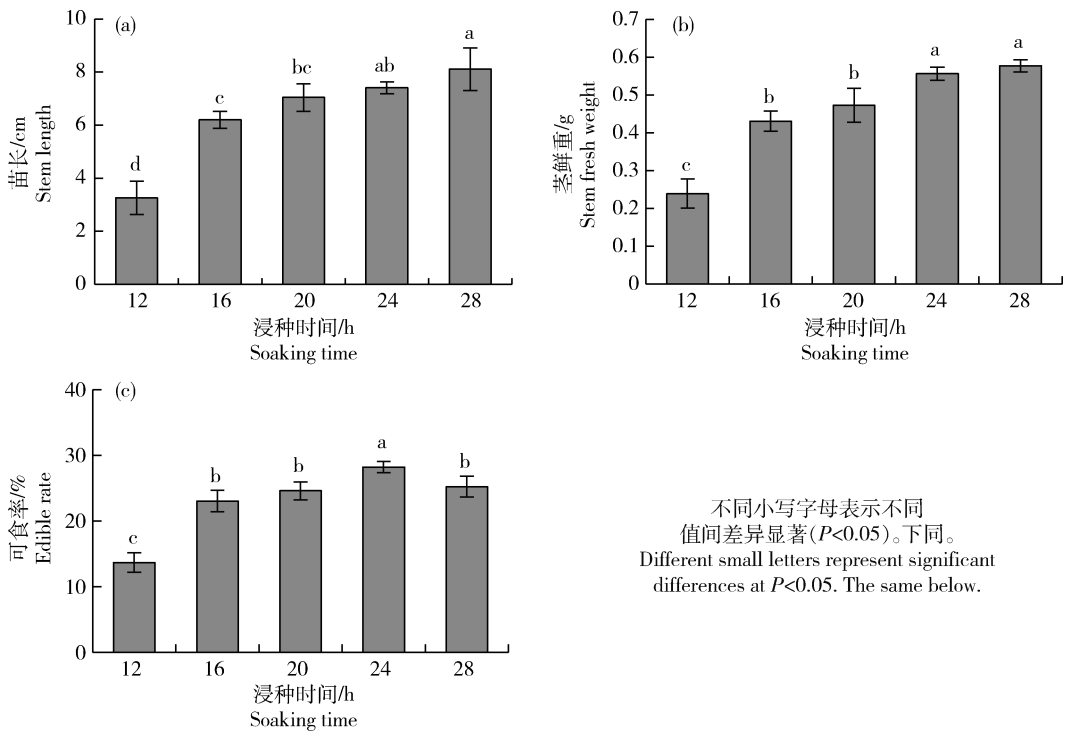 (a)
苗长/cm
Stem length
10
8
6
4
2
0
d
c
bc
ab
a
12 16 20 24 28
浸种时间/h
Soaking time
(b)
茎鲜重/g
Stem fresh weight
0.7
0.6
0.5
0.4
0.3
0.2
0.1
0
c
b
b
a
a
12 16 20 24 28
浸种时间/h
Soaking time
(c)
可食率/%
Edible rate
40
30
20
10
0
c
b
b
a
b
12 16 20 24 28
浸种时间/h
Soaking time
不同小写字母表示不同
值间差异显著(P<0.05)。下同。
Different small letters represent significant
differences at P<0.05. The same below.